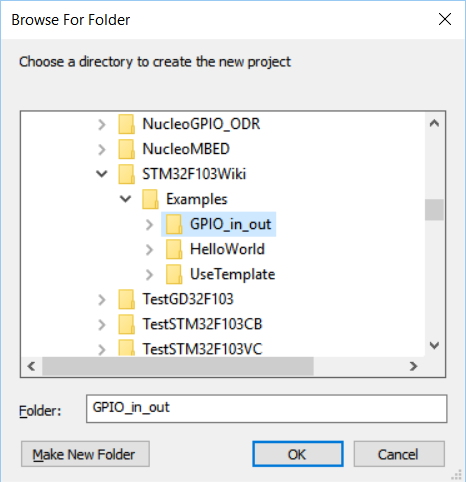 Browse For Folder
Choose a directory to create the new project
NucleoGPIO_ODR
NucleoMBED
STM32F103Wiki
Examples
GPIO_in_out
HelloWorld
UseTemplate
TestGD32F103
TestSTM32F103CB
TestSTM32F103VC
Folder: GPIO_in_out
Make New Folder OK Cancel